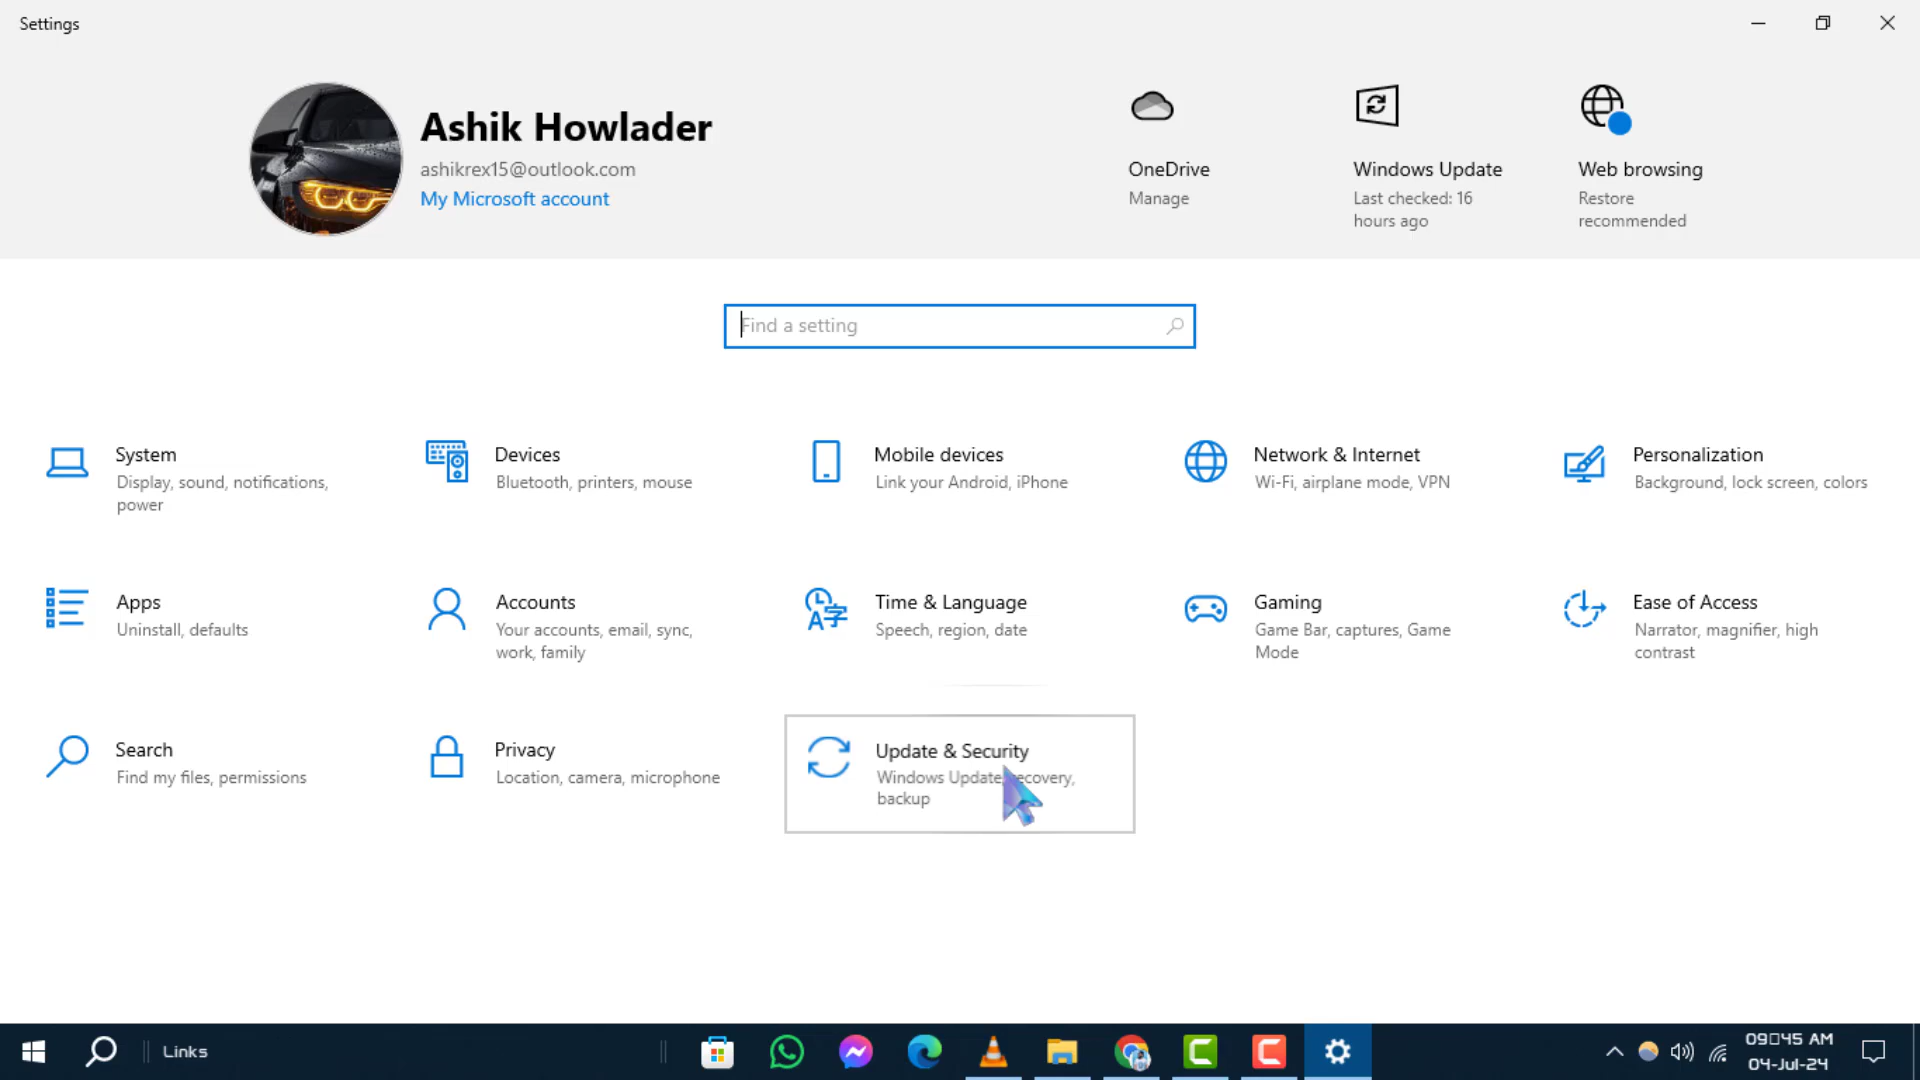 Settings
Ashik Howlader
ashikrex15@outlook.com
My Microsoft account
OneDrive
Manage
Windows Update
Last checked: 16
hours ago
Web browsing
Restore
recommended
Find a setting
System
Display, sound, notifications,
power
Devices
Bluetooth, printers, mouse
Mobile devices
Link your Android, iPhone
Network & Internet
Wi-Fi, airplane mode, VPN
Personalization
Background, lock screen, colors
Apps
Uninstall, defaults
Accounts
Your accounts, email, sync,
work, family
Time & Language
Speech, region, date
Gaming
Game Bar, captures, Game
Mode
Ease of Access
Narrator, magnifier, high
contrast
Search
Find my files, permissions
Privacy
Location, camera, microphone
Update & Security
Windows Update, recovery,
backup
Links
09□45 AM
04-Jul-24